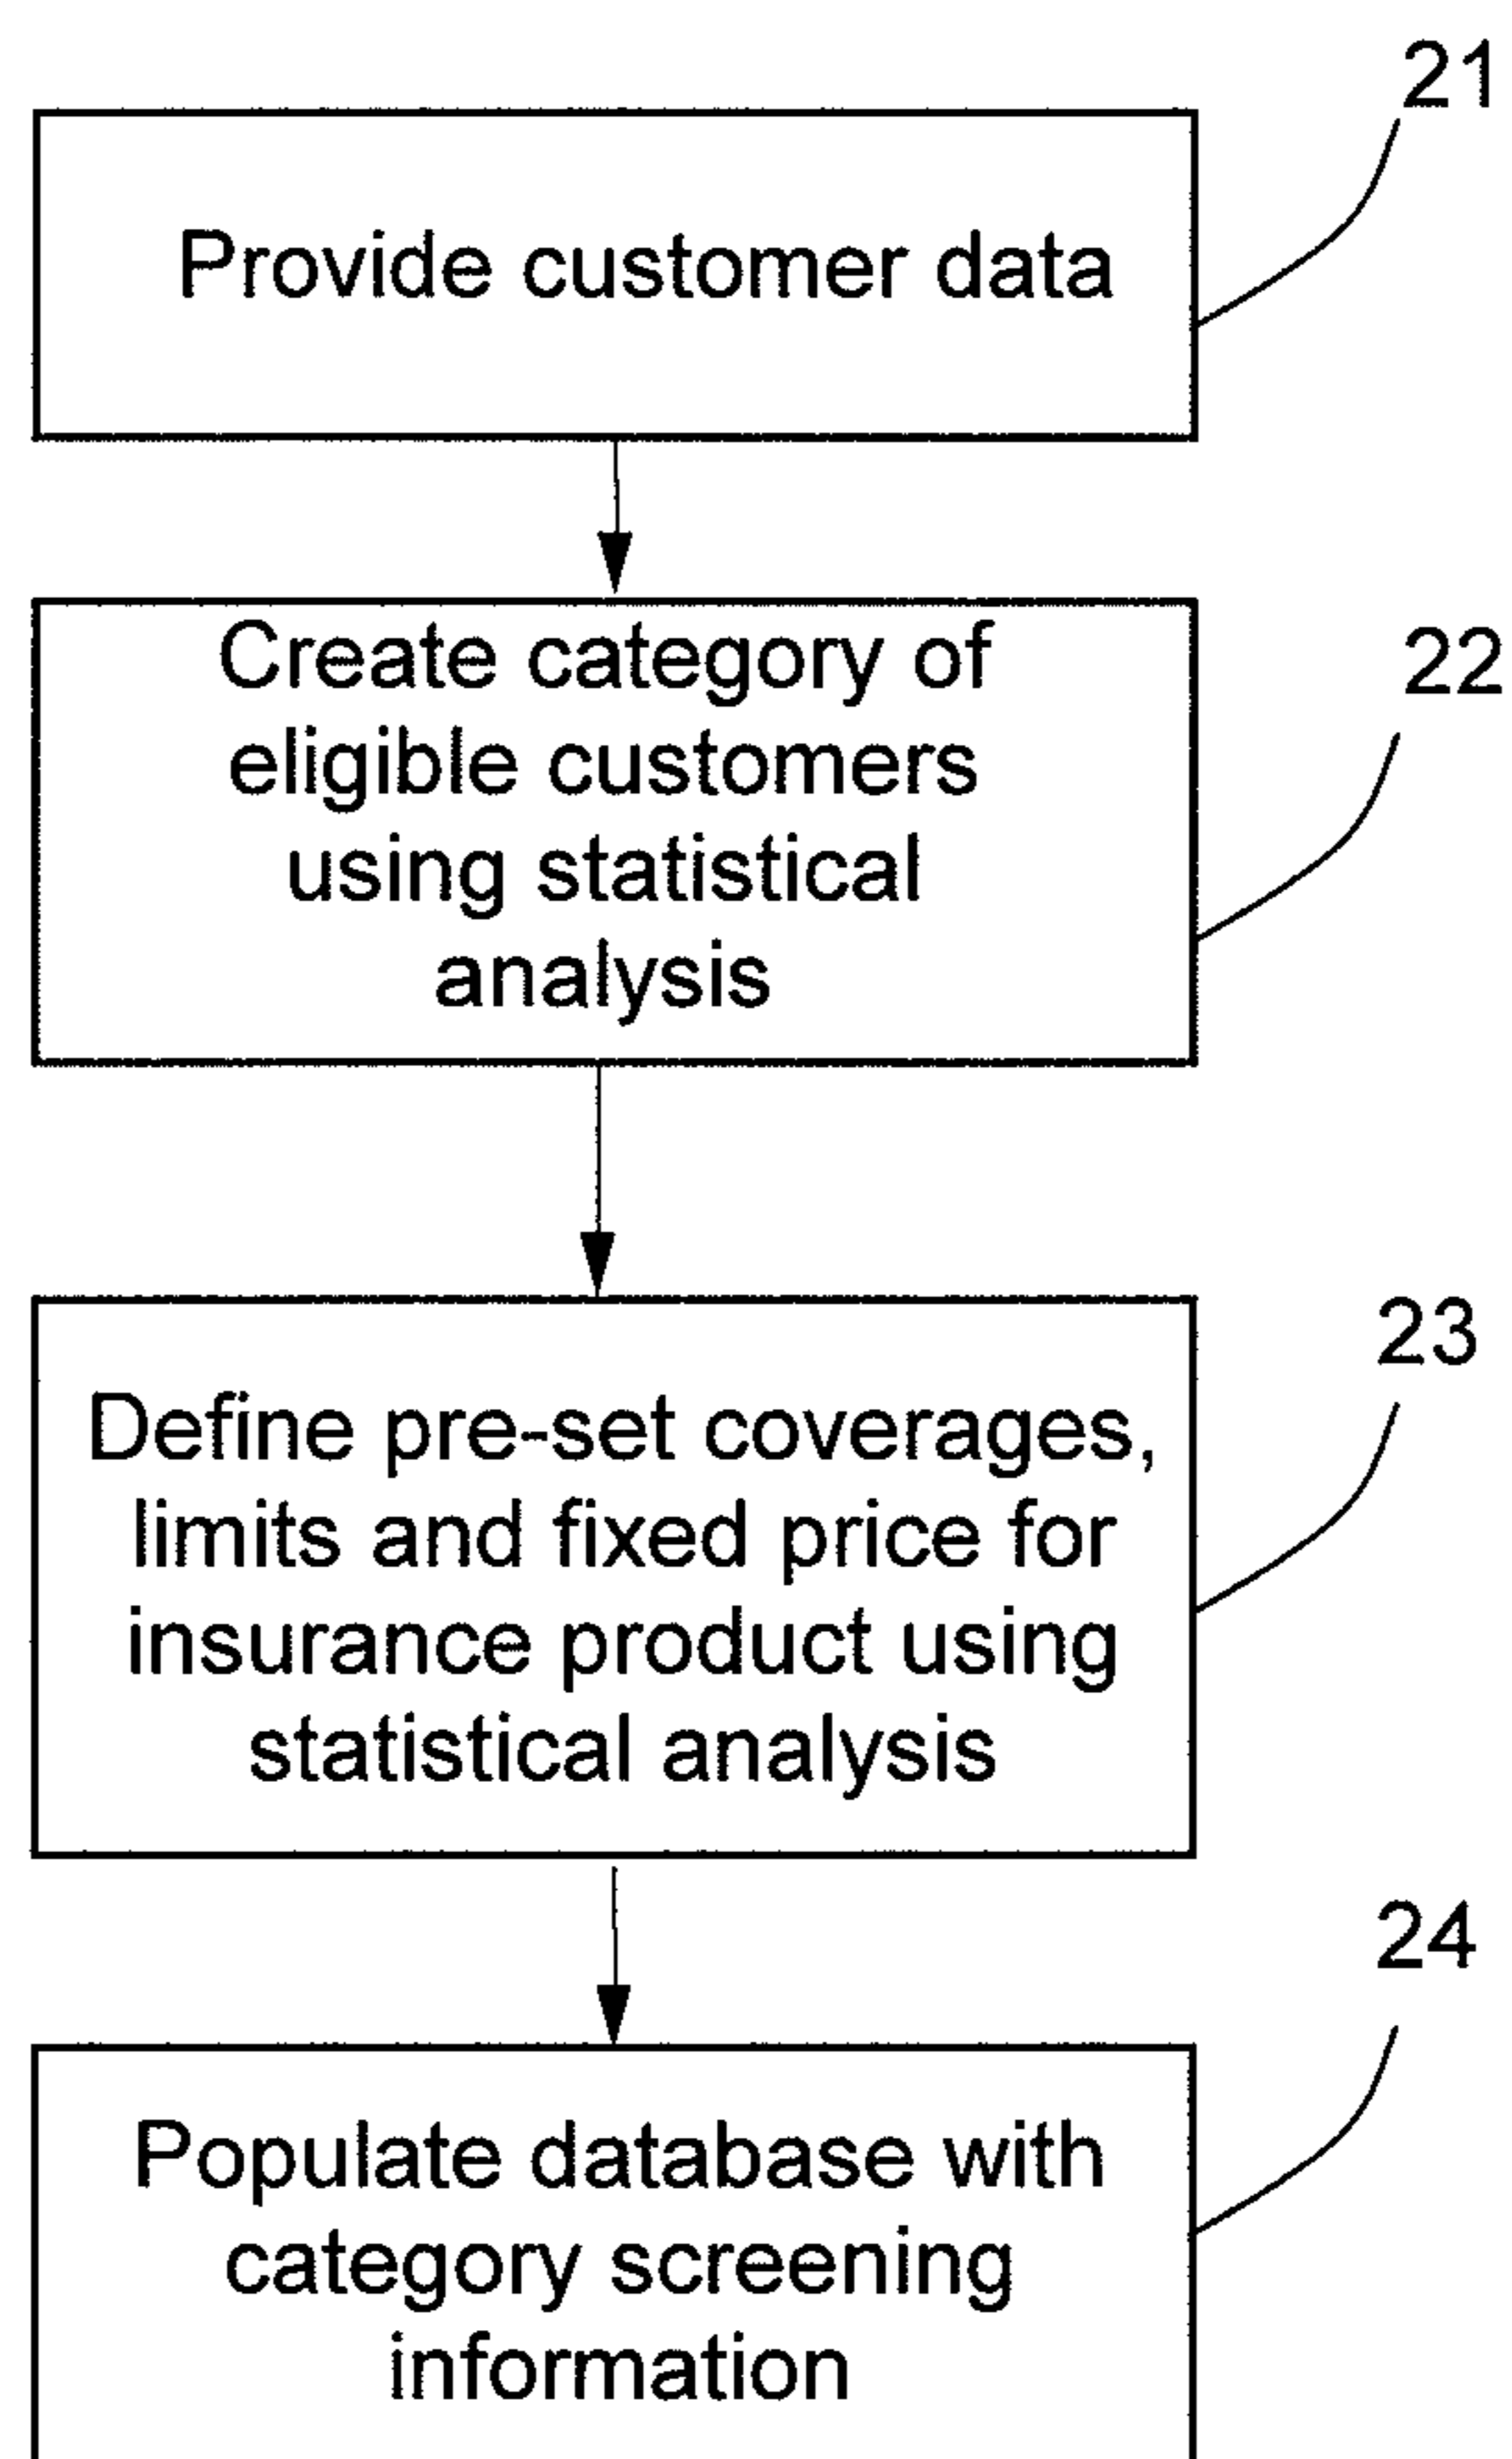 21
Provide customer data
22
Create category of
eligible customers
using statistical
analysis
23
Define pre-set coverages,
limits and fixed price for
insurance product using
statistical analysis
24
Populate database with
category screening
information